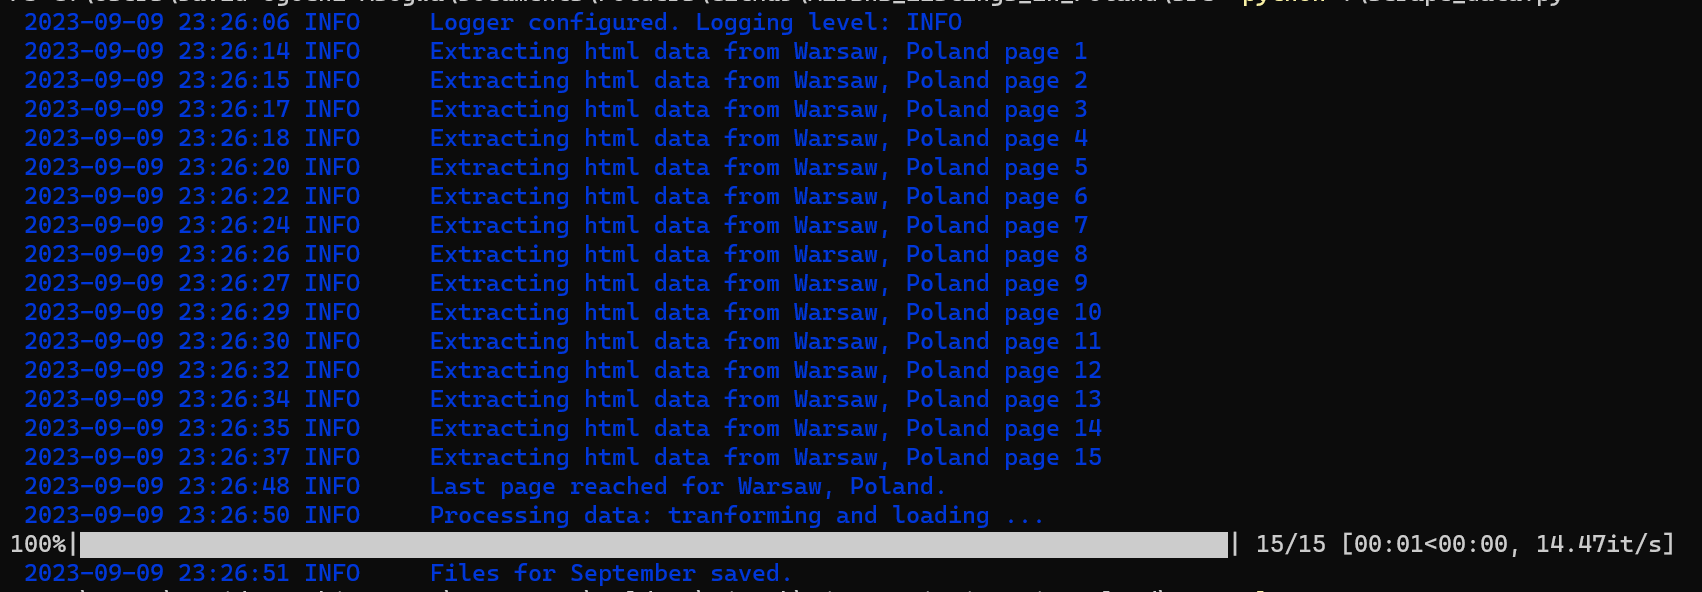 2023-09-09 23:26:06 INFO     Logger configured. Logging level: INFO
2023-09-09 23:26:14 INFO     Extracting html data from Warsaw, Poland page 1
2023-09-09 23:26:15 INFO     Extracting html data from Warsaw, Poland page 2
2023-09-09 23:26:17 INFO     Extracting html data from Warsaw, Poland page 3
2023-09-09 23:26:18 INFO     Extracting html data from Warsaw, Poland page 4
2023-09-09 23:26:20 INFO     Extracting html data from Warsaw, Poland page 5
2023-09-09 23:26:22 INFO     Extracting html data from Warsaw, Poland page 6
2023-09-09 23:26:24 INFO     Extracting html data from Warsaw, Poland page 7
2023-09-09 23:26:26 INFO     Extracting html data from Warsaw, Poland page 8
2023-09-09 23:26:27 INFO     Extracting html data from Warsaw, Poland page 9
2023-09-09 23:26:29 INFO     Extracting html data from Warsaw, Poland page 10
2023-09-09 23:26:30 INFO     Extracting html data from Warsaw, Poland page 11
2023-09-09 23:26:32 INFO     Extracting html data from Warsaw, Poland page 12
2023-09-09 23:26:34 INFO     Extracting html data from Warsaw, Poland page 13
2023-09-09 23:26:35 INFO     Extracting html data from Warsaw, Poland page 14
2023-09-09 23:26:37 INFO     Extracting html data from Warsaw, Poland page 15
2023-09-09 23:26:48 INFO     Last page reached for Warsaw, Poland.
2023-09-09 23:26:50 INFO     Processing data: tranforming and loading ...
100%| | 15/15 [00:01<00:00, 14.47it/s]
2023-09-09 23:26:51 INFO     Files for September saved.